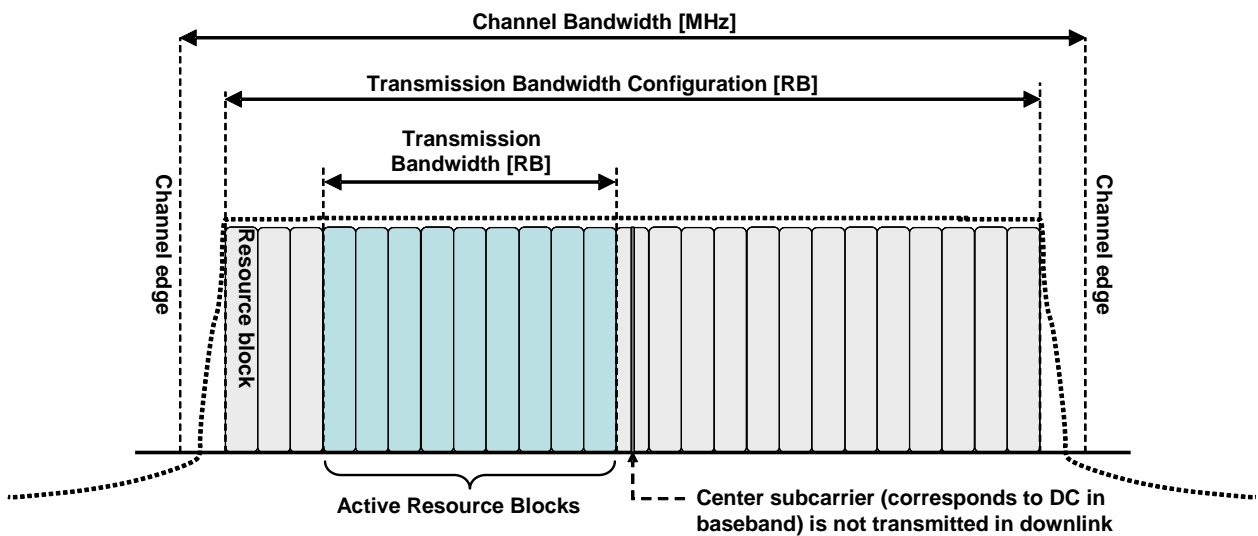 Channel Bandwidth [MHz]
Transmission Bandwidth Configuration [RB]
Transmission
Bandwidth [RB]
Channel edge
Resource block
Channel edge
Active Resource Blocks
Center subcarrier (corresponds to DC in
baseband) is not transmitted in downlink